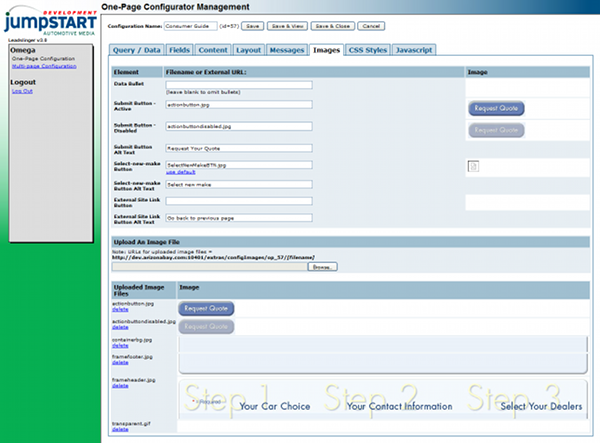 One-Page Configurator Management
DEVELOPMENT
jumpSTART
AUTOMOTIVE MEDIA
Leadslinger v3.8
Configuration Name: Consumer Guide (id=57) Save Save & View Save & Close Cancel
Omega
One-Page Configuration
Multi-page Configuration
Logout
Log Out
Query / Data Fields Content Layout Messages Images CSS Styles Javascript
Element Filename or External URL: Image
Data Bullet
(leave blank to omit bullets)
Submit Button - Active actionbutton.jpg Request Quote
Submit Button - Disabled actionbuttondisabled.jpg Request Quote
Submit Button Alt Text Request Your Quote
Select-new-make Button SelectNewMakeBTN.jpg
use default
Select-new-make Button Alt Text Select new make
External Site Link Button
External Site Link Button Alt Text Go back to previous page
Upload An Image File
Note: URLs for uploaded image files =
http://dev.arizonabay.com:10401/extras/configImages/op_57/[filename]
Browse...
Uploaded Image Files Image
actionbutton.jpg
delete
Request Quote
actionbuttondisabled.jpg
delete
Request Quote
containerbg.jpg
delete
framefooter.jpg
delete
frameheader.jpg
delete
Step 1 Step 2 Step 3
* = Required
Your Car Choice Your Contact Information Select Your Dealers
transparent.gif
delete